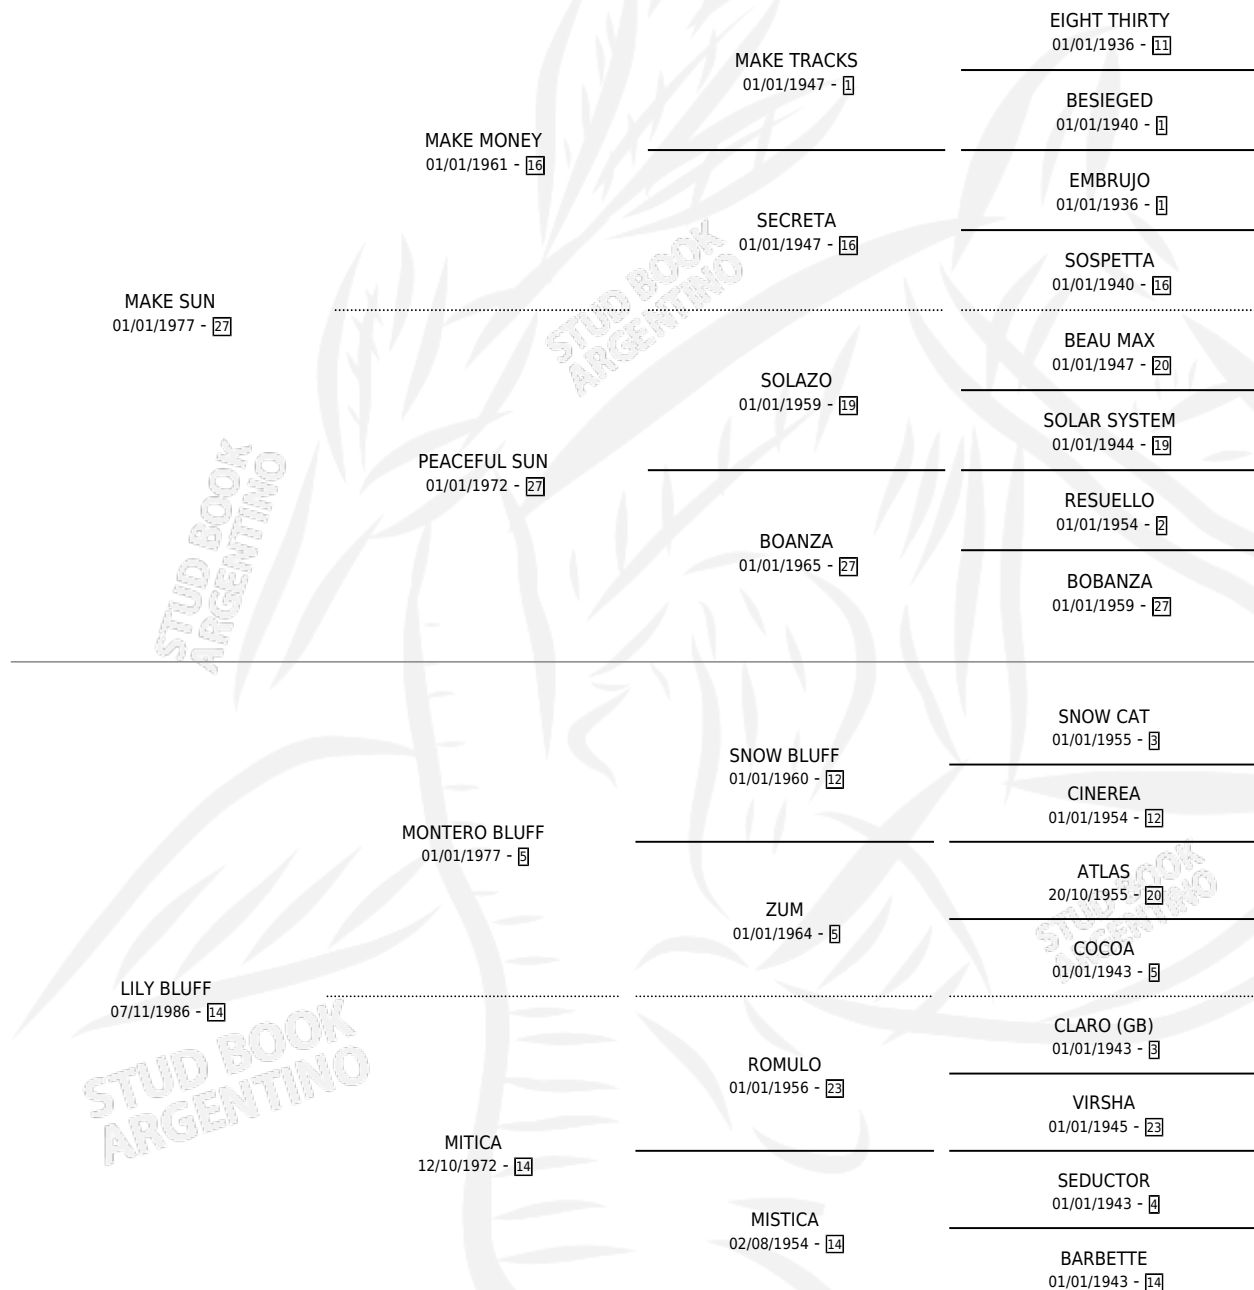 EIGHT THIRTY
01/01/1936 - 11
MAKE TRACKS
01/01/1947 - 1
BESIEGED
01/01/1940 - 1
MAKE MONEY
01/01/1961 - 16
EMBRUJO
01/01/1936 - 1
SECRETA
01/01/1947 - 16
SOSPETTA
01/01/1940 - 16
MAKE SUN
01/01/1977 - 27
STUD BOOK
ARGENTINO
BEAU MAX
01/01/1947 - 20
SOLAZO
01/01/1959 - 19
SOLAR SYSTEM
01/01/1944 - 19
PEACEFUL SUN
01/01/1972 - 27
RESUELLO
01/01/1954 - 2
BOANZA
01/01/1965 - 27
BOBANZA
01/01/1959 - 27
STUD BOOK
ARGENTINO
SNOW CAT
01/01/1955 - 3
SNOW BLUFF
01/01/1960 - 12
CINEREA
01/01/1954 - 12
MONTERO BLUFF
01/01/1977 - 5
ATLAS
20/10/1955 - 20
ZUM
01/01/1964 - 5
STUD BOOK
ARGENTINO
COCOA
01/01/1943 - 5
LILY BLUFF
07/11/1986 - 14
STUD BOOK
ARGENTINO
CLARO (GB)
01/01/1943 - 3
ROMULO
01/01/1956 - 23
VIRSHA
01/01/1945 - 23
MITICA
12/10/1972 - 14
SEDUCTOR
01/01/1943 - 4
MISTICA
02/08/1954 - 14
BARBETTE
01/01/1943 - 14